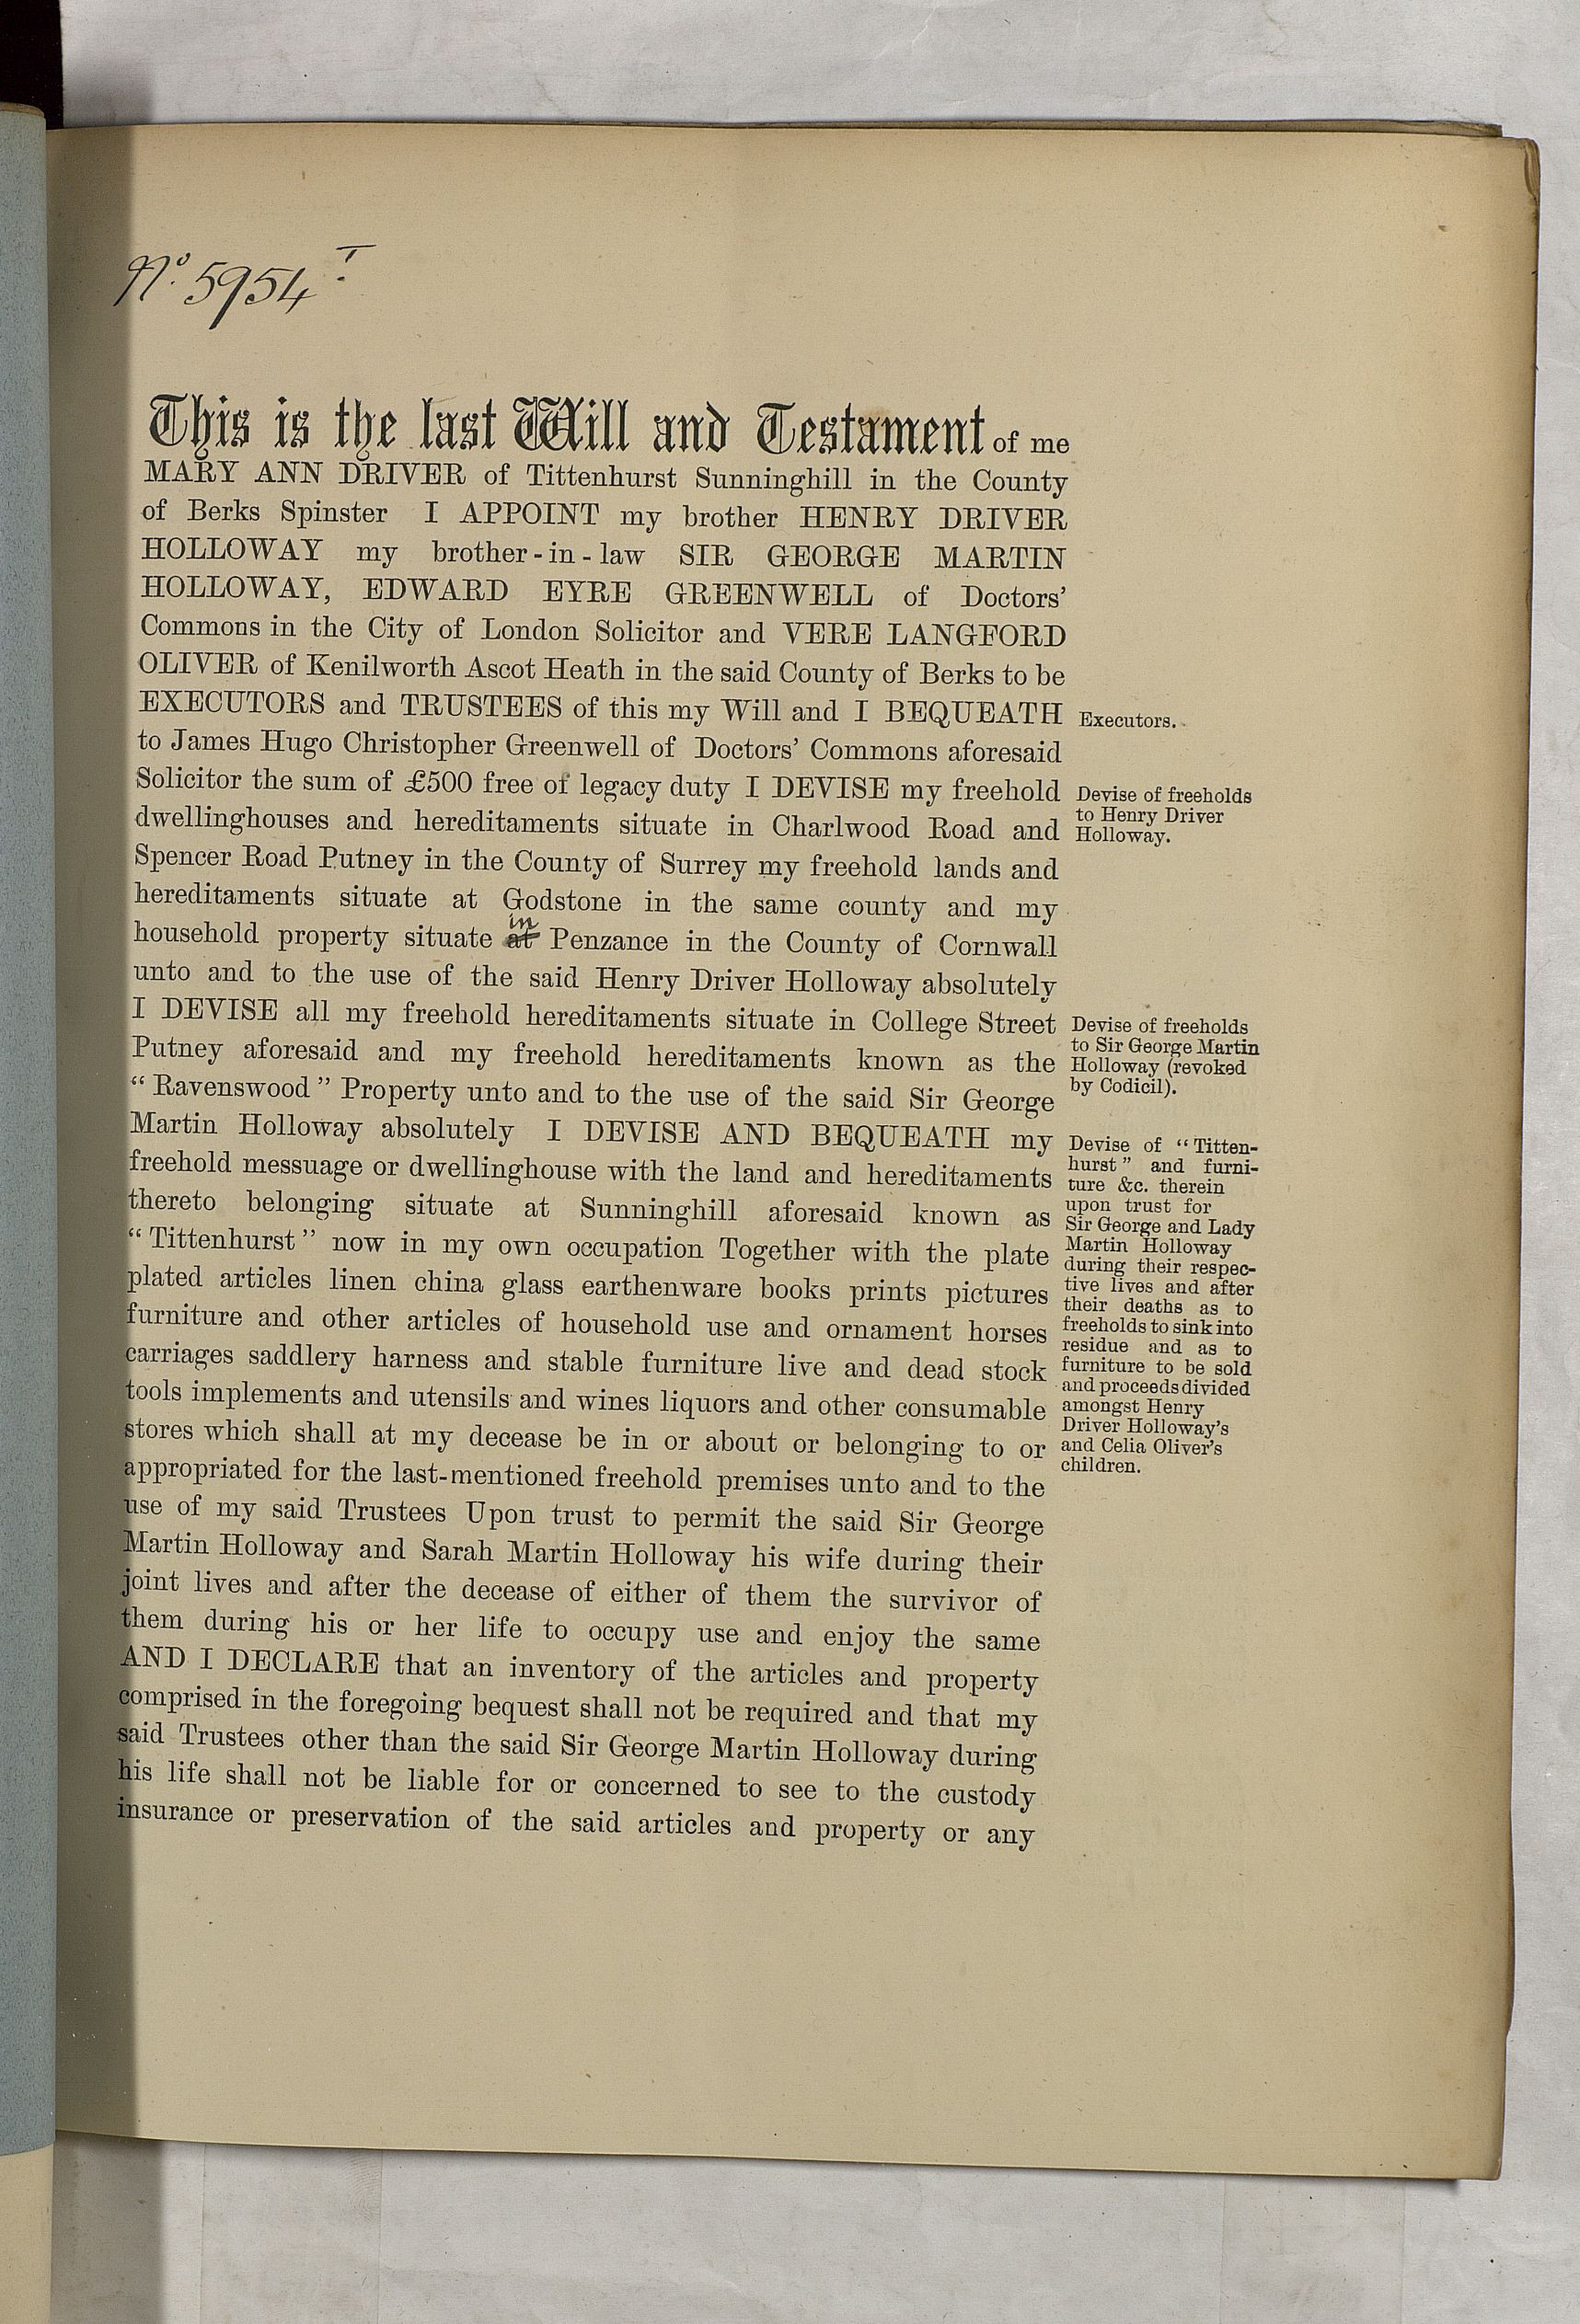 No. 5954 I.
This is the last Will and Testament of me
MARY ANN DRIVER of Tittenhurst Sunninghill in the County
of Berks Spinster I APPOINT my brother HENRY DRIVER
HOLLOWAY my brother-in-law SIR GEORGE MARTIN
HOLLOWAY, EDWARD EYRE GREENWELL of Doctors'
Commons in the City of London Solicitor and VERE LANGFORD
OLIVER of Kenilworth Ascot Heath in the said County of Berks to be
EXECUTORS and TRUSTEES of this my Will and I BEQUEATH
to James Hugo Christopher Greenwell of Doctors' Commons aforesaid
Solicitor the sum of £500 free of legacy duty I DEVISE my freehold
dwellinghouses and hereditaments situate in Charlwood Road and
Spencer Road Putney in the County of Surrey my freehold lands and
hereditaments situate at Godstone in the same county and my
household property situate at in Penzance in the County of Cornwall
unto and to the use of the said Henry Driver Holloway absolutely
I DEVISE all my freehold hereditaments situate in College Street
Putney aforesaid and my freehold hereditaments known as the
"Ravenswood" Property unto and to the use of the said Sir George
Martin Holloway absolutely I DEVISE AND BEQUEATH my
freehold messuage or dwellinghouse with the land and hereditaments
thereto belonging situate at Sunninghill aforesaid known as
"Tittenhurst" now in my own occupation Together with the plate
plated articles linen china glass earthenware books prints pictures
furniture and other articles of household use and ornament horses
carriages saddlery harness and stable furniture live and dead stock
tools implements and utensils and wines liquors and other consumable
stores which shall at my decease be in or about or belonging to or
appropriated for the last-mentioned freehold premises unto and to the
use of my said Trustees Upon trust to permit the said Sir George
Martin Holloway and Sarah Martin Holloway his wife during their
joint lives and after the decease of either of them the survivor of
them during his or her life to occupy use and enjoy the same
AND I DECLARE that an inventory of the articles and property
comprised in the foregoing bequest shall not be required and that my
said Trustees other than the said Sir George Martin Holloway during
his life shall not be liable for or concerned to see to the custody
insurance or preservation of the said articles and property or any
Executors.
Devise of freeholds
to Henry Driver
Holloway.
Devise of freeholds
to Sir George Martin
Holloway (revoked
by Codicil).
Devise of "Titten-
hurst" and furni-
ture &c. therein
upon trust for
Sir George and Lady
Martin Holloway
during their respec-
tive lives and after
their deaths as to
freeholds to sink into
residue and as to
furniture to be sold
and proceeds divided
amongst Henry
Driver Holloway's
and Celia Oliver's
children.